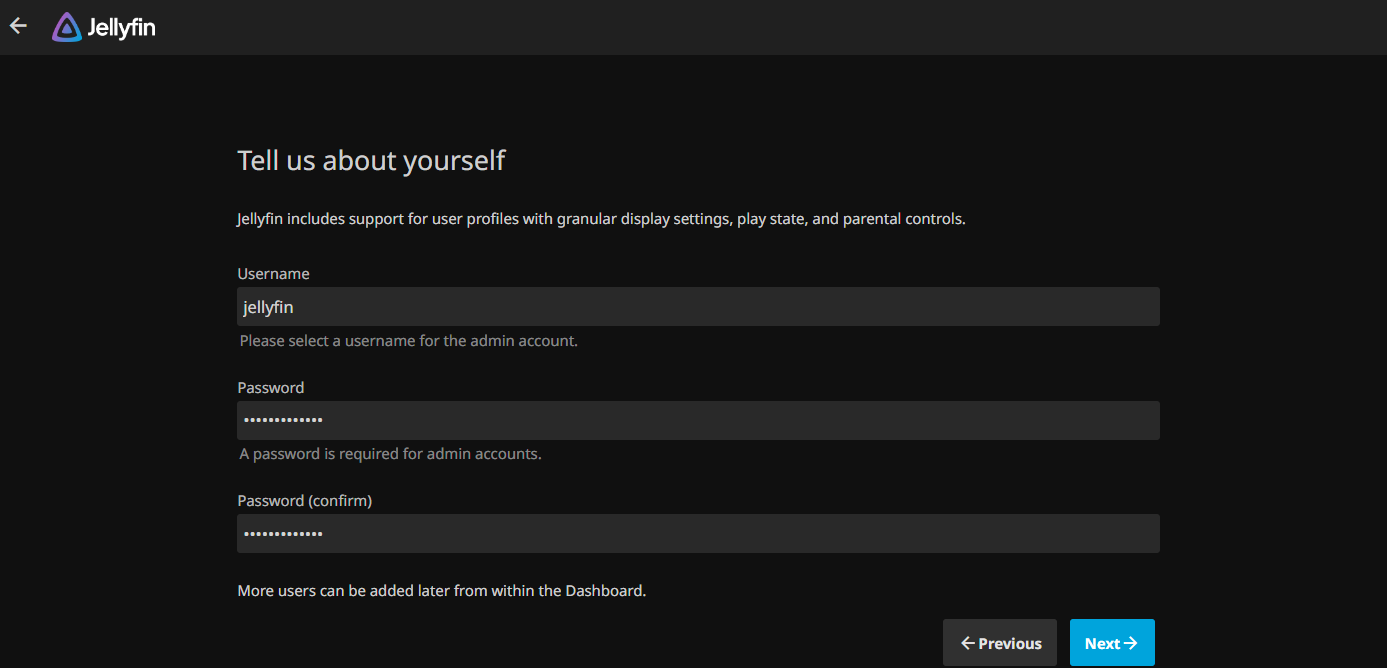 Jellyfin
Tell us about yourself
Jellyfin includes support for user profiles with granular display settings, play state, and parental controls.
Username
jellyfin
Please select a username for the admin account.
Password
•••••••••••••
A password is required for admin accounts.
Password (confirm)
•••••••••••••
More users can be added later from within the Dashboard.
← Previous Next →